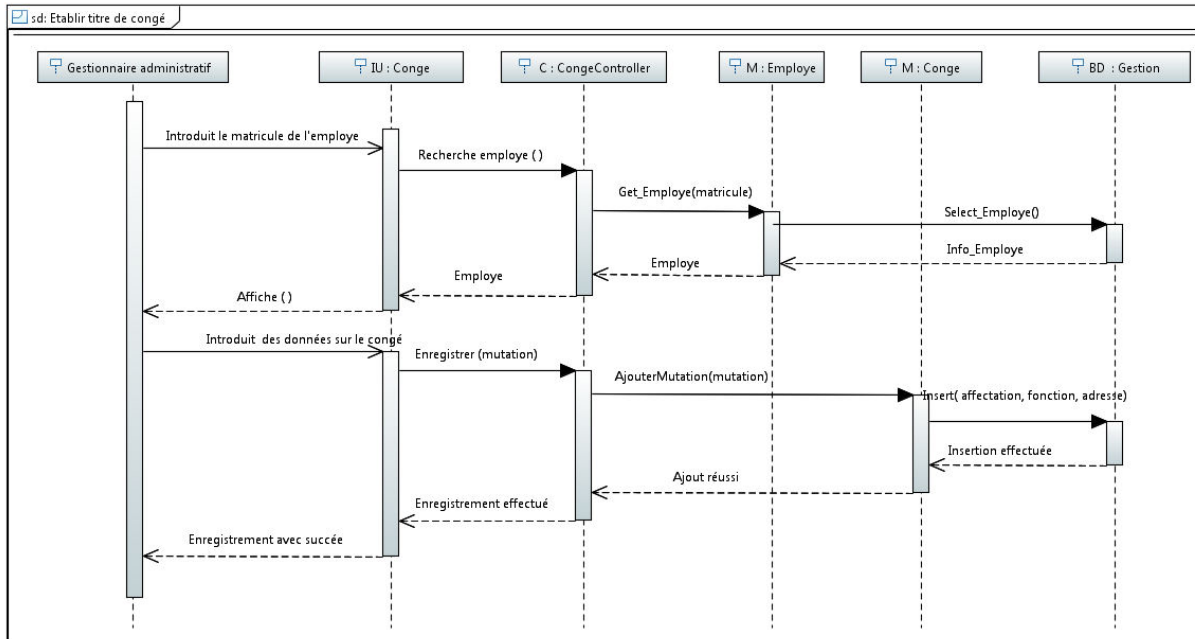 sd: Etablir titre de congé
Gestionnaire administratif
IU : Conge
C : CongeController
M : Employe
M : Conge
BD : Gestion
Introduit le matricule de l'employe
Recherche employe ( )
Get_Employe(matricule)
Select_Employe()
Info_Employe
Employe
Employe
Affiche ( )
Introduit des données sur le congé
Enregistrer (mutation)
AjouterMutation(mutation)
Insert( affectation, fonction, adresse)
Insertion effectuée
Ajout réussi
Enregistrement effectué
Enregistrement avec succée